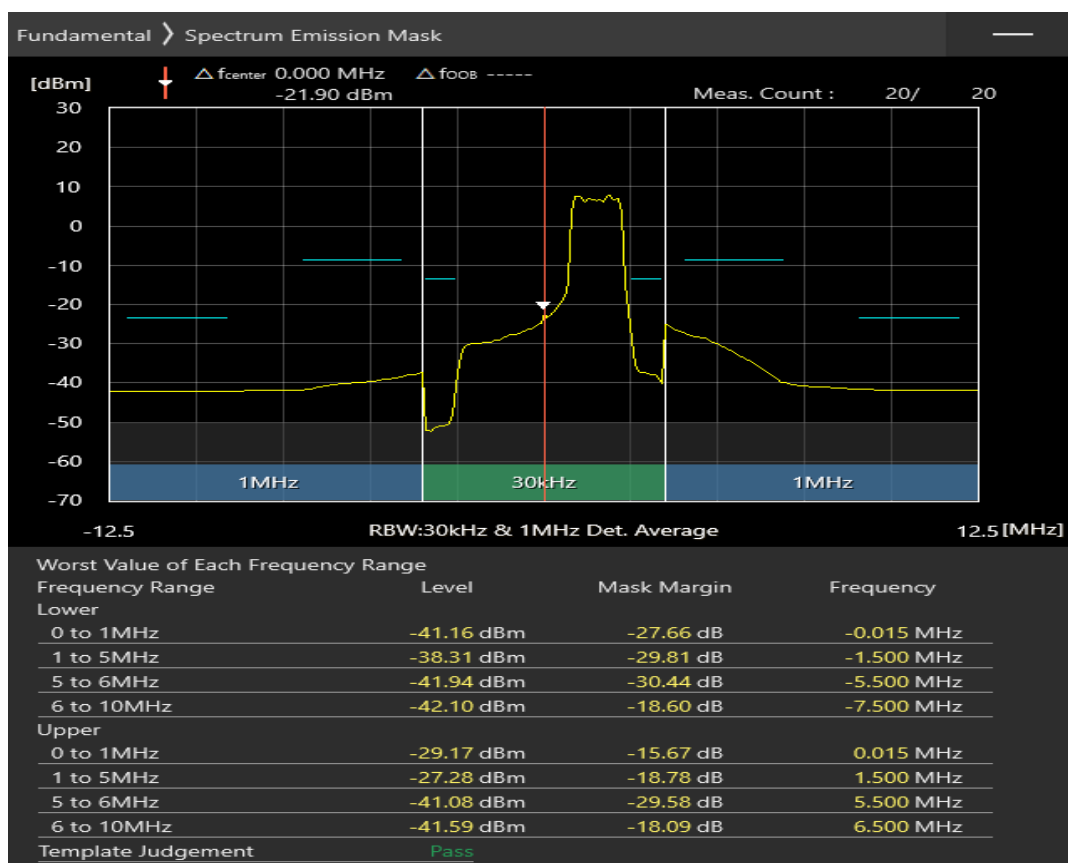 Fundamental ❯ Spectrum Emission Mask
△ fcenter 0.000 MHz △ fOOB -----
[dBm] -21.90 dBm Meas. Count : 20/ 20
30
20
10
0
-10
-20
-30
-40
-50
-60
1MHz 30kHz 1MHz
-70
-12.5 RBW:30kHz & 1MHz Det. Average 12.5 [MHz]
Worst Value of Each Frequency Range
Frequency Range Level Mask Margin Frequency
Lower
0 to 1MHz -41.16 dBm -27.66 dB -0.015 MHz
1 to 5MHz -38.31 dBm -29.81 dB -1.500 MHz
5 to 6MHz -41.94 dBm -30.44 dB -5.500 MHz
6 to 10MHz -42.10 dBm -18.60 dB -7.500 MHz
Upper
0 to 1MHz -29.17 dBm -15.67 dB 0.015 MHz
1 to 5MHz -27.28 dBm -18.78 dB 1.500 MHz
5 to 6MHz -41.08 dBm -29.58 dB 5.500 MHz
6 to 10MHz -41.59 dBm -18.09 dB 6.500 MHz
Template Judgement Pass